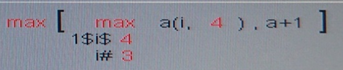 max [ max a(i, 4 ) , a+1 ]
1$i$ 4
i# 3